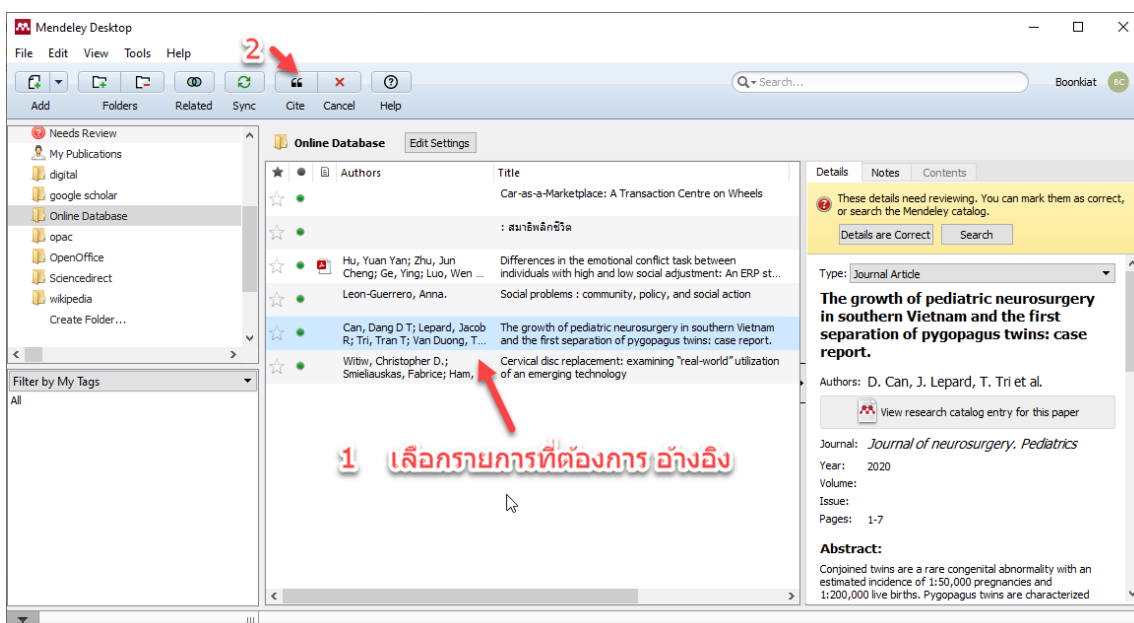 Mendeley Desktop
File Edit View Tools Help
2
Search...
Boonkiat BC
Add Folders Related Sync Cite Cancel Help
Needs Review
My Publications
digital
google scholar
Online Database
opac
OpenOffice
Sciencedirect
wikipedia
Create Folder...
Filter by My Tags
All
Online Database Edit Settings
Authors Title
Car-as-a-Marketplace: A Transaction Centre on Wheels
: สมาธิพลิกชีวิต
Hu, Yuan Yan; Zhu, Jun
Cheng; Ge, Ying; Luo, Wen ...
Differences in the emotional conflict task between
individuals with high and low social adjustment: An ERP st...
Leon-Guerrero, Anna.
Social problems : community, policy, and social action
Can, Dang D T; Lepard, Jacob
R; Tri, Tran T; Van Duong, T...
The growth of pediatric neurosurgery in southern Vietnam
and the first separation of pygopagus twins: case report.
Witiw, Christopher D.;
Smieliauskas, Fabrice; Ham,
Cervical disc replacement: examining "real-world" utilization
of an emerging technology
1 เลือกรายการที่ต้องการ อ้างอิง
Details Notes Contents
These details need reviewing. You can mark them as correct,
or search the Mendeley catalog.
Details are Correct Search
Type: Journal Article
The growth of pediatric neurosurgery
in southern Vietnam and the first
separation of pygopagus twins: case
report.
Authors: D. Can, J. Lepard, T. Tri et al.
View research catalog entry for this paper
Journal: Journal of neurosurgery. Pediatrics
Year: 2020
Volume:
Issue:
Pages: 1-7
Abstract:
Conjoined twins are a rare congenital abnormality with an
estimated incidence of 1:50,000 pregnancies and
1:200,000 live births. Pygopagus twins are characterized